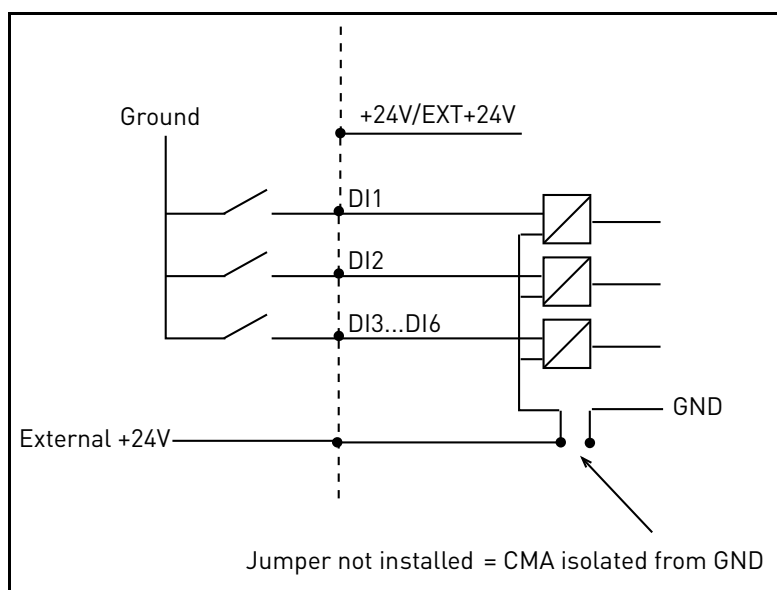 +24V/EXT+24V
Ground
DI1
DI2
DI3...DI6
GND
External +24V
Jumper not installed = CMA isolated from GND